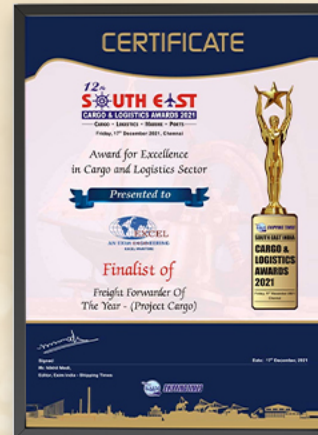 CERTIFICATE
12th
SOUTH EAST
CARGO & LOGISTICS AWARDS 2021
CARGO - LOGISTICS - MARINE - PORTS
Friday, 17th December 2021, Chennai
Award for Excellence
in Cargo and Logistics Sector
Presented to
EXCEL
Finalist of
Freight Forwarder Of
The Year - (Project Cargo)
SHIPPING TIMES
SOUTH EAST INDIA
CARGO &
LOGISTICS
AWARDS
2021
Signed
Mr. Nikhil Modi,
Editor, Exim India - Shipping Times
Date: 17th December, 2021